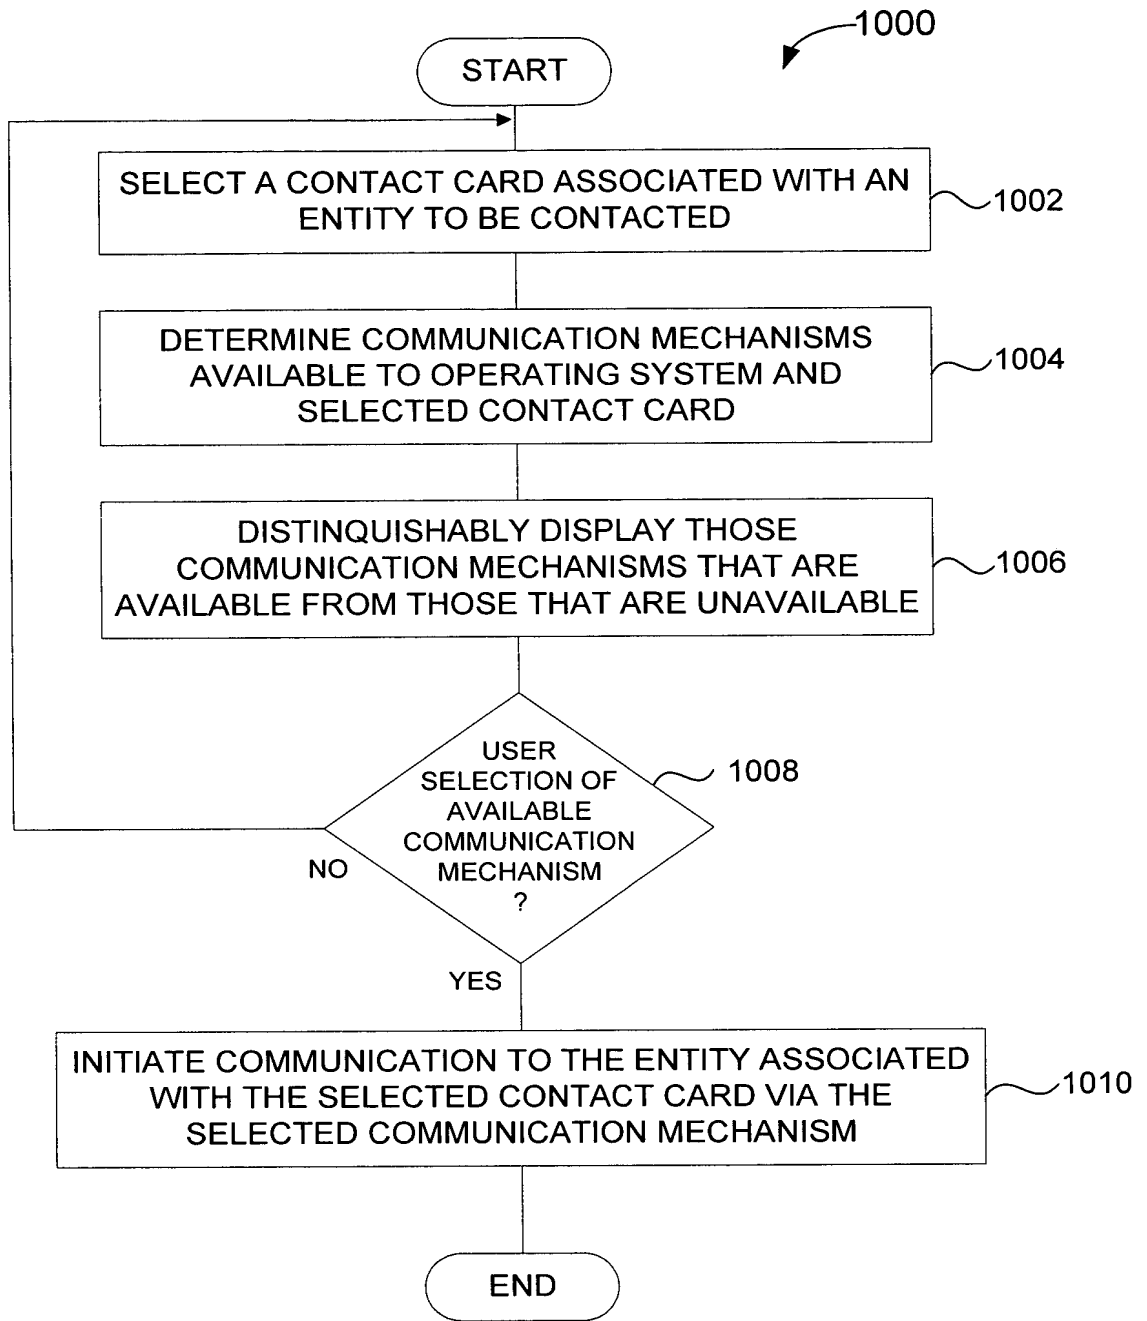 1000
START
SELECT A CONTACT CARD ASSOCIATED WITH AN
ENTITY TO BE CONTACTED
1002
DETERMINE COMMUNICATION MECHANISMS
AVAILABLE TO OPERATING SYSTEM AND
SELECTED CONTACT CARD
1004
DISTINQUISHABLY DISPLAY THOSE
COMMUNICATION MECHANISMS THAT ARE
AVAILABLE FROM THOSE THAT ARE UNAVAILABLE
1006
USER
SELECTION OF
AVAILABLE
COMMUNICATION
MECHANISM
?
1008
NO
YES
INITIATE COMMUNICATION TO THE ENTITY ASSOCIATED
WITH THE SELECTED CONTACT CARD VIA THE
SELECTED COMMUNICATION MECHANISM
1010
END